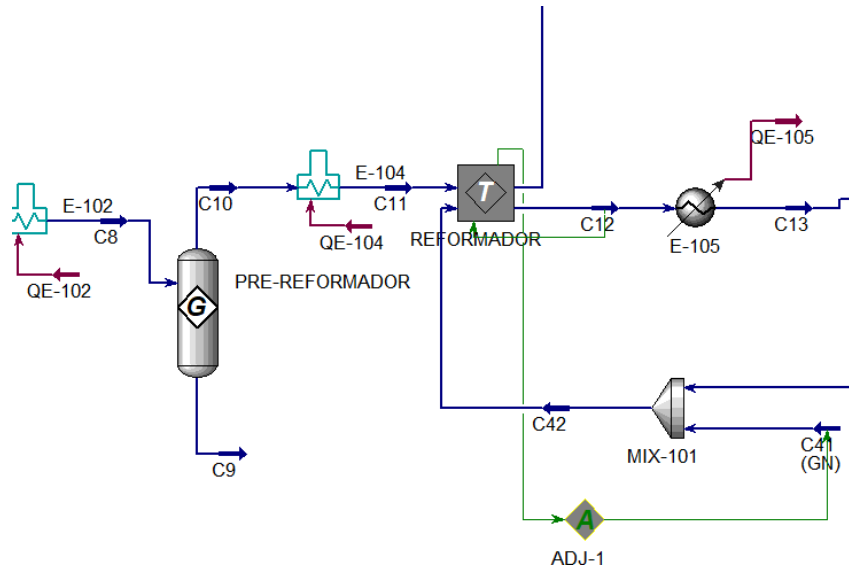 QE-105
E-102
E-104
T
C8
C10
C11
C12
C13
QE-104
REFORMADOR
E-105
QE-102
G
PRE-REFORMADOR
C42
C41
(GN)
MIX-101
C9
A
ADJ-1